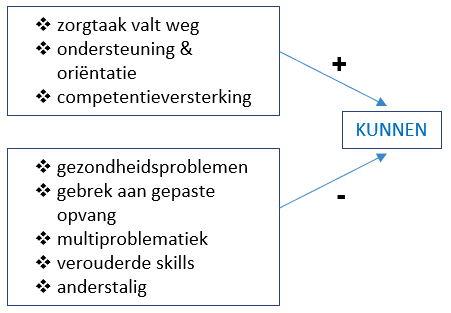 ❖ zorgtaak valt weg
❖ ondersteuning &
oriëntatie
❖ competentieversterking
+
KUNNEN
❖ gezondheidsproblemen
❖ gebrek aan gepaste
opvang
❖ multiproblematiek
❖ verouderde skills
❖ anderstalig
-